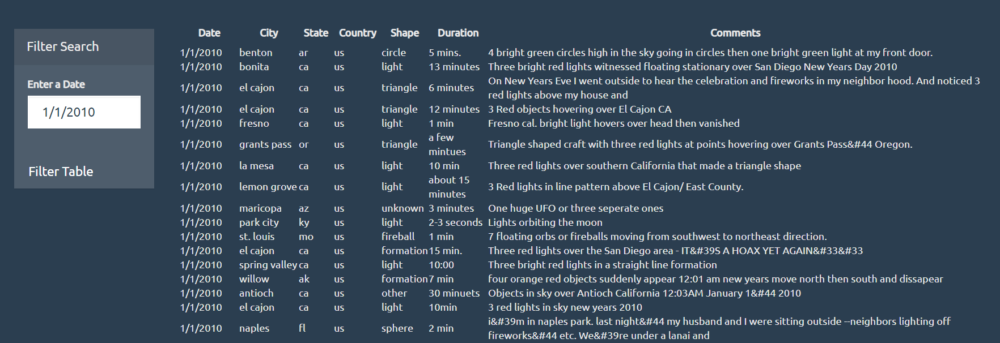 Filter Search
Enter a Date
1/1/2010
Filter Table
Date City State Country Shape Duration Comments
1/1/2010 benton ar us circle 5 mins. 4 bright green circles high in the sky going in circles then one bright green light at my front door.
1/1/2010 bonita ca us light 13 minutes Three bright red lights witnessed floating stationary over San Diego New Years Day 2010
1/1/2010 el cajon ca us triangle 6 minutes On New Years Eve I went outside to hear the celebration and fireworks in my neighbor hood. And noticed 3
red lights above my house and
1/1/2010 el cajon ca us triangle 12 minutes 3 Red objects hovering over El Cajon CA
1/1/2010 fresno ca us light 1 min Fresno cal. bright light hovers over head then vanished
1/1/2010 grants pass or us triangle a few
mintues Triangle shaped craft with three red lights at points hovering over Grants Pass&#44 Oregon.
1/1/2010 la mesa ca us light 10 min Three red lights over southern California that made a triangle shape
1/1/2010 lemon grove ca us light about 15
minutes 3 Red lights in line pattern above El Cajon/ East County.
1/1/2010 maricopa az us unknown 3 minutes One huge UFO or three seperate ones
1/1/2010 park city ky us light 2-3 seconds Lights orbiting the moon
1/1/2010 st. louis mo us fireball 1 min 7 floating orbs or fireballs moving from southwest to northeast direction.
1/1/2010 el cajon ca us formation 15 min. Three red lights over the San Diego area - IT&#39S A HOAX YET AGAIN&#33&#33
1/1/2010 spring valley ca us light 10:00 Three bright red lights in a straight line formation
1/1/2010 willow ak us formation 7 min four orange red objects suddenly appear 12:01 am new years move north then south and dissapear
1/1/2010 antioch ca us other 30 minuets Objects in sky over Antioch California 12:03AM January 1&#44 2010
1/1/2010 el cajon ca us light 10min 3 red lights in sky new years 2010
1/1/2010 naples fl us sphere 2 min i&#39m in naples park. last night&#44 my husband and I were sitting outside --neighbors lighting off
fireworks&#44 etc. We&#39re under a lanai and